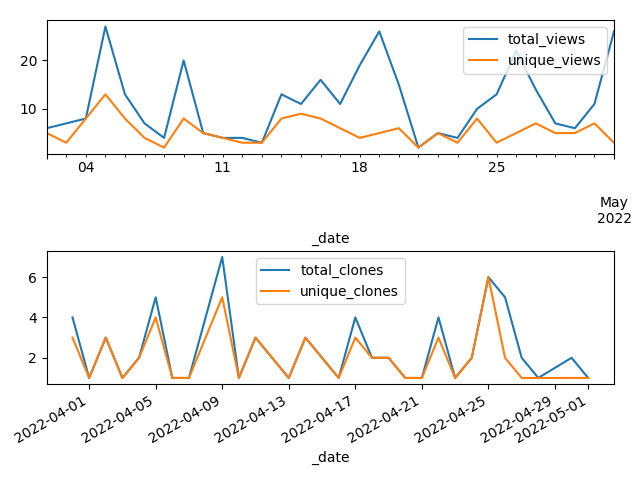 20
10
total_views
unique_views
04
11
18
25
May
2022
_date
6
4
2
total_clones
unique_clones
2022-04-01
2022-04-05
2022-04-09
2022-04-13
2022-04-17
2022-04-21
2022-04-25
2022-04-29
2022-05-01
_date